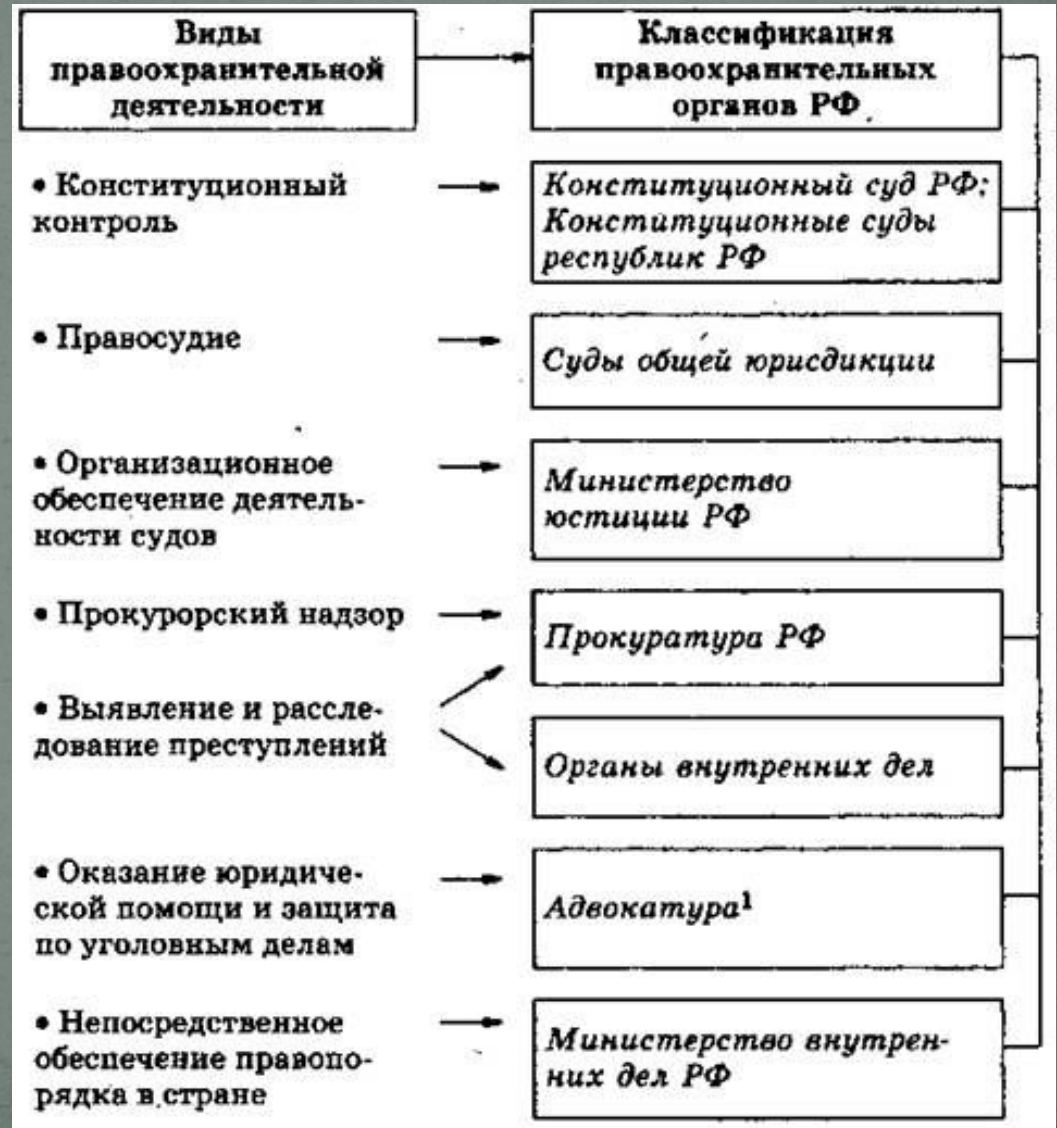 Виды
правоохранительной
деятельности
Классификация
правоохранительных
органов РФ
• Конституционный
контроль
Конституционный суд РФ;
Конституционные суды
республик РФ
• Правосудие
Суды общей юрисдикции
• Организационное
обеспечение деятель-
ности судов
Министерство
юстиции РФ
• Прокурорский надзор
Прокуратура РФ
• Выявление и рассле-
дование преступлений
Органы внутренних дел
• Оказание юридиче-
ской помощи и защита
по уголовным делам
Адвокатура¹
• Непосредственное
обеспечение правопо-
рядка в стране
Министерство внутрен-
них дел РФ